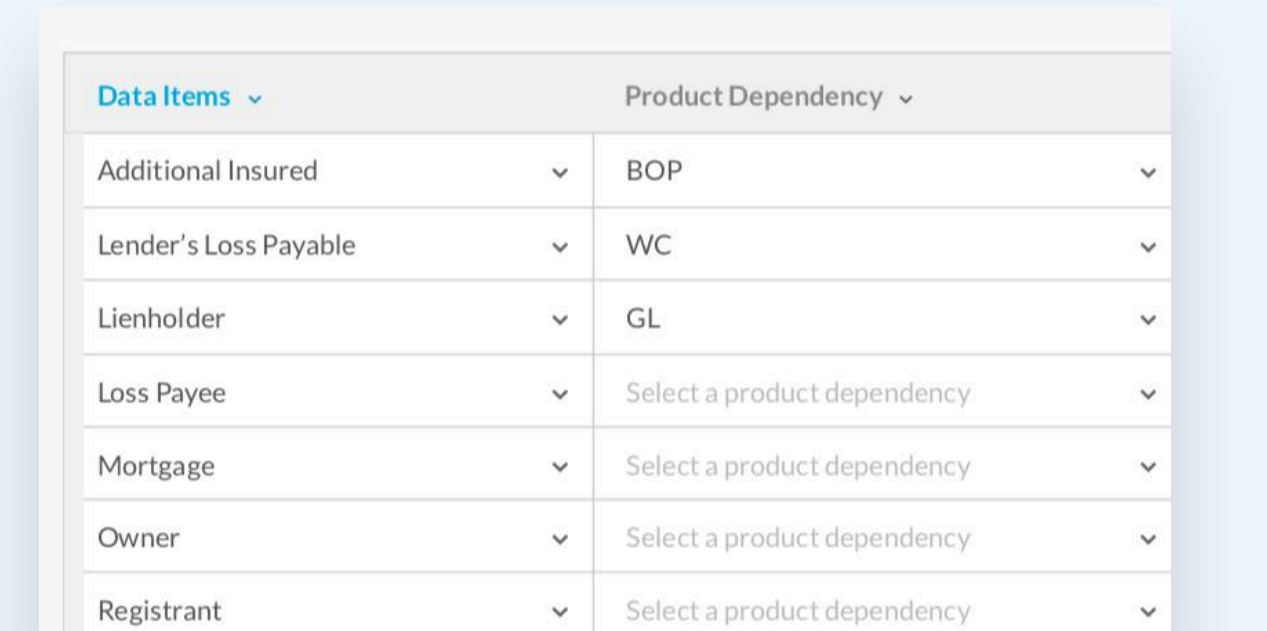 Data Items Product Dependency
Additional Insured BOP
Lender’s Loss Payable WC
Lienholder GL
Loss Payee Select a product dependency
Mortgage Select a product dependency
Owner Select a product dependency
Registrant Select a product dependency